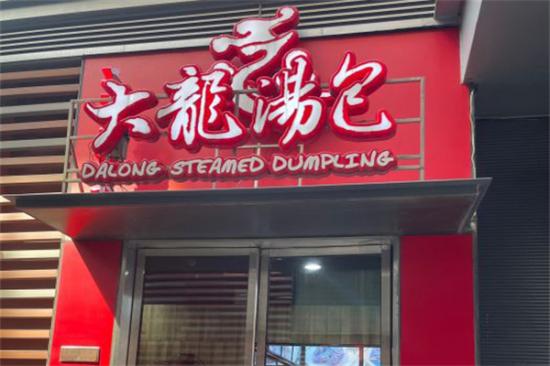 大龍湯包
DALONG STEAMED DUMPLING